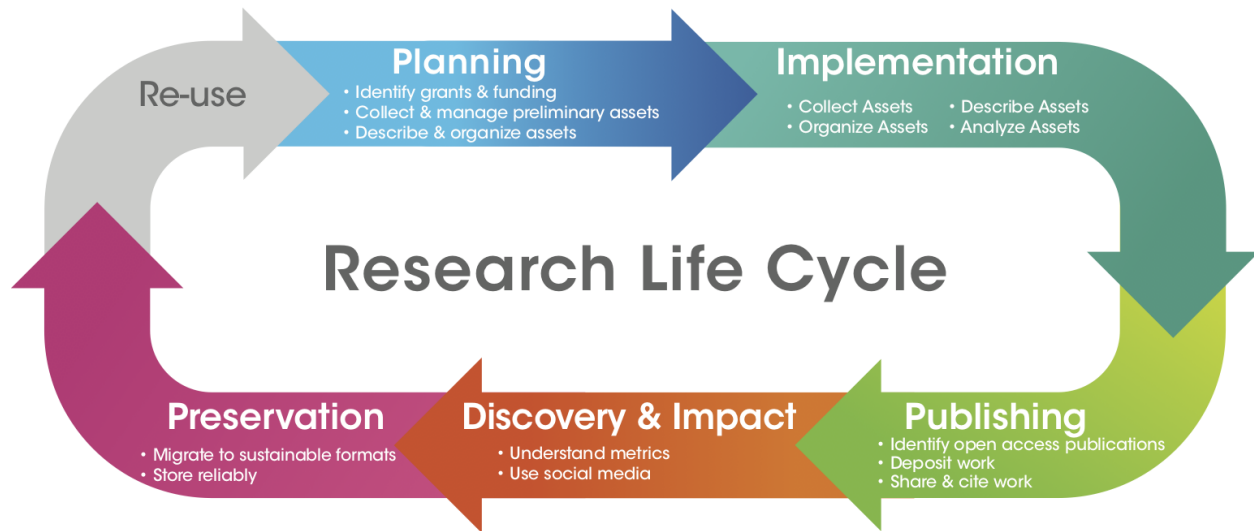 Re-use
Planning
• Identify grants & funding
• Collect & manage preliminary assets
• Describe & organize assets
Implementation
• Collect Assets
• Organize Assets
• Describe Assets
• Analyze Assets
Research Life Cycle
Publishing
• Identify open access publications
• Deposit work
• Share & cite work
Discovery & Impact
• Understand metrics
• Use social media
Preservation
• Migrate to sustainable formats
• Store reliably